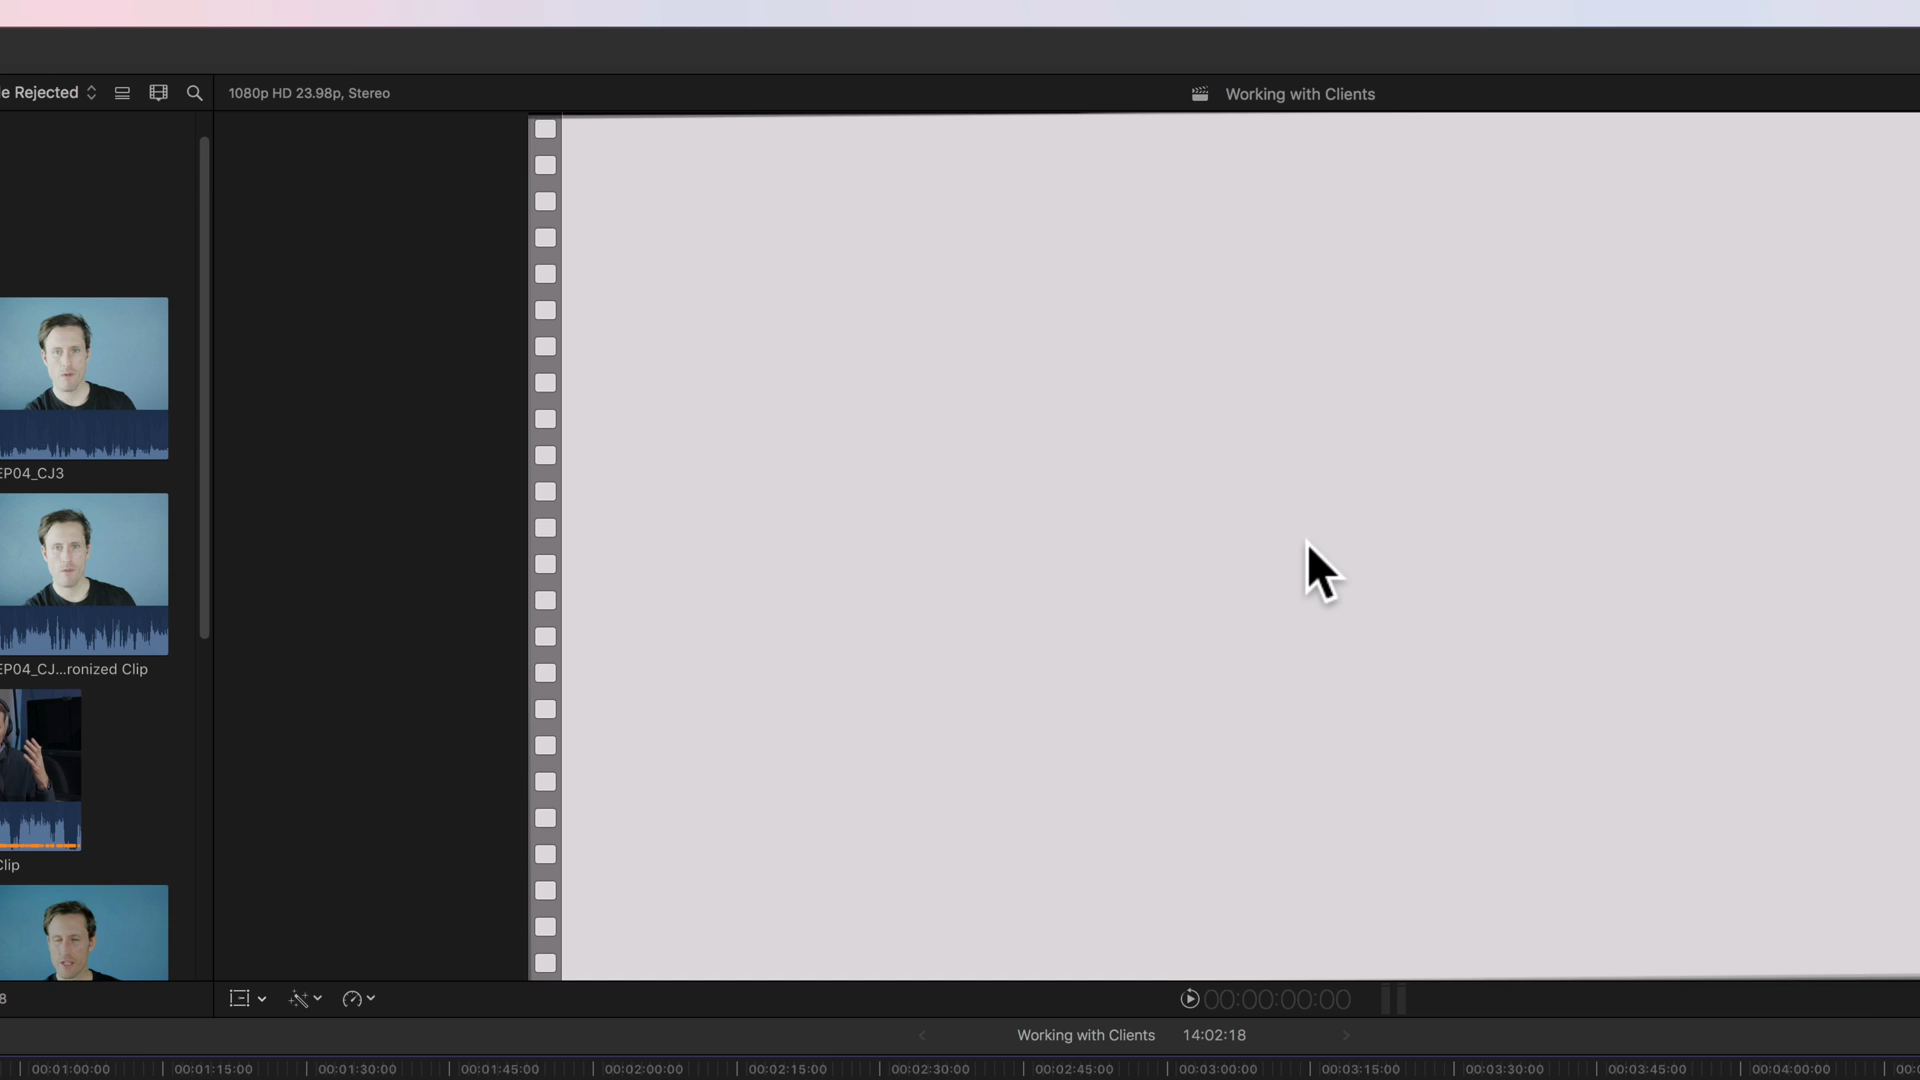 e Rejected
1080p HD 23.98p, Stereo
Working with Clients
EP04_CJ3
EP04_CJ...ronized Clip
Clip
8
00:00:00:00
Working with Clients 14:02:18
00:01:00:00 00:01:15:00 00:01:30:00 00:01:45:00 00:02:00:00 00:02:15:00 00:02:30:00 00:02:45:00 00:03:00:00 00:03:15:00 00:03:30:00 00:03:45:00 00:04:00:00 00:0